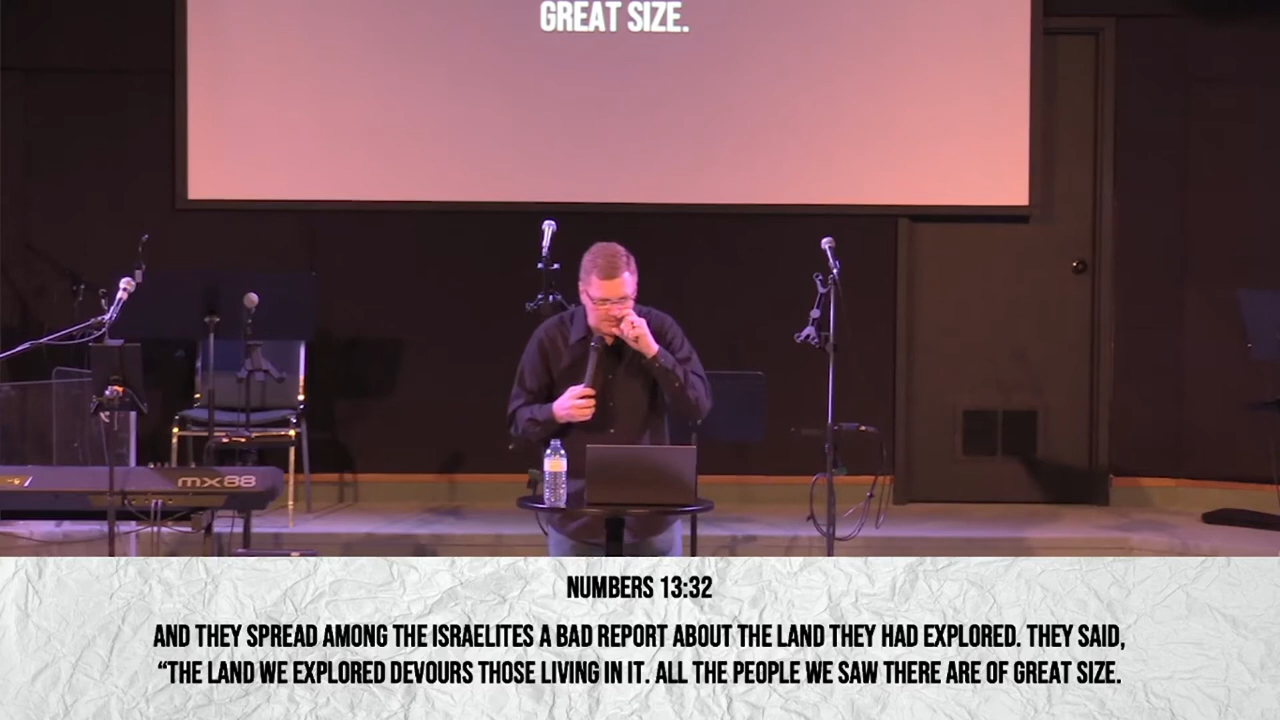 GREAT SIZE.
mx88
NUMBERS 13:32
AND THEY SPREAD AMONG THE ISRAELITES A BAD REPORT ABOUT THE LAND THEY HAD EXPLORED. THEY SAID,
“THE LAND WE EXPLORED DEVOURS THOSE LIVING IN IT. ALL THE PEOPLE WE SAW THERE ARE OF GREAT SIZE.